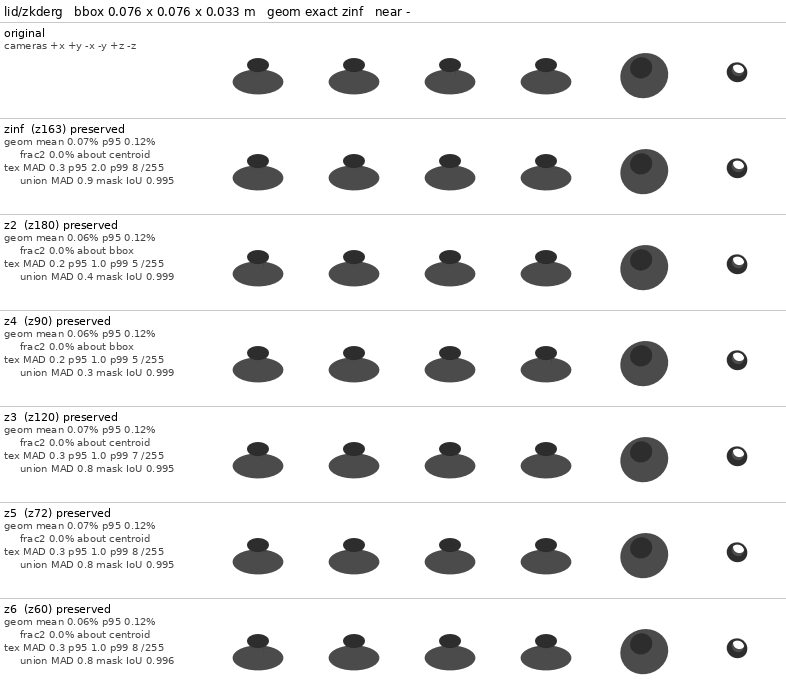 lid/zkderg bbox 0.076 x 0.076 x 0.033 m geom exact zinf near -
original
cameras +x +y -x -y +z -z
zinf (z163) preserved
geom mean 0.07% p95 0.12%
frac2 0.0% about centroid
tex MAD 0.3 p95 2.0 p99 8 /255
union MAD 0.9 mask IoU 0.995
z2 (z180) preserved
geom mean 0.06% p95 0.12%
frac2 0.0% about bbox
tex MAD 0.2 p95 1.0 p99 5 /255
union MAD 0.4 mask IoU 0.999
z4 (z90) preserved
geom mean 0.06% p95 0.12%
frac2 0.0% about bbox
tex MAD 0.2 p95 1.0 p99 5 /255
union MAD 0.3 mask IoU 0.999
z3 (z120) preserved
geom mean 0.07% p95 0.12%
frac2 0.0% about centroid
tex MAD 0.3 p95 1.0 p99 7 /255
union MAD 0.8 mask IoU 0.995
z5 (z72) preserved
geom mean 0.07% p95 0.12%
frac2 0.0% about centroid
tex MAD 0.3 p95 1.0 p99 8 /255
union MAD 0.8 mask IoU 0.995
z6 (z60) preserved
geom mean 0.06% p95 0.12%
frac2 0.0% about centroid
tex MAD 0.3 p95 1.0 p99 8 /255
union MAD 0.8 mask IoU 0.996